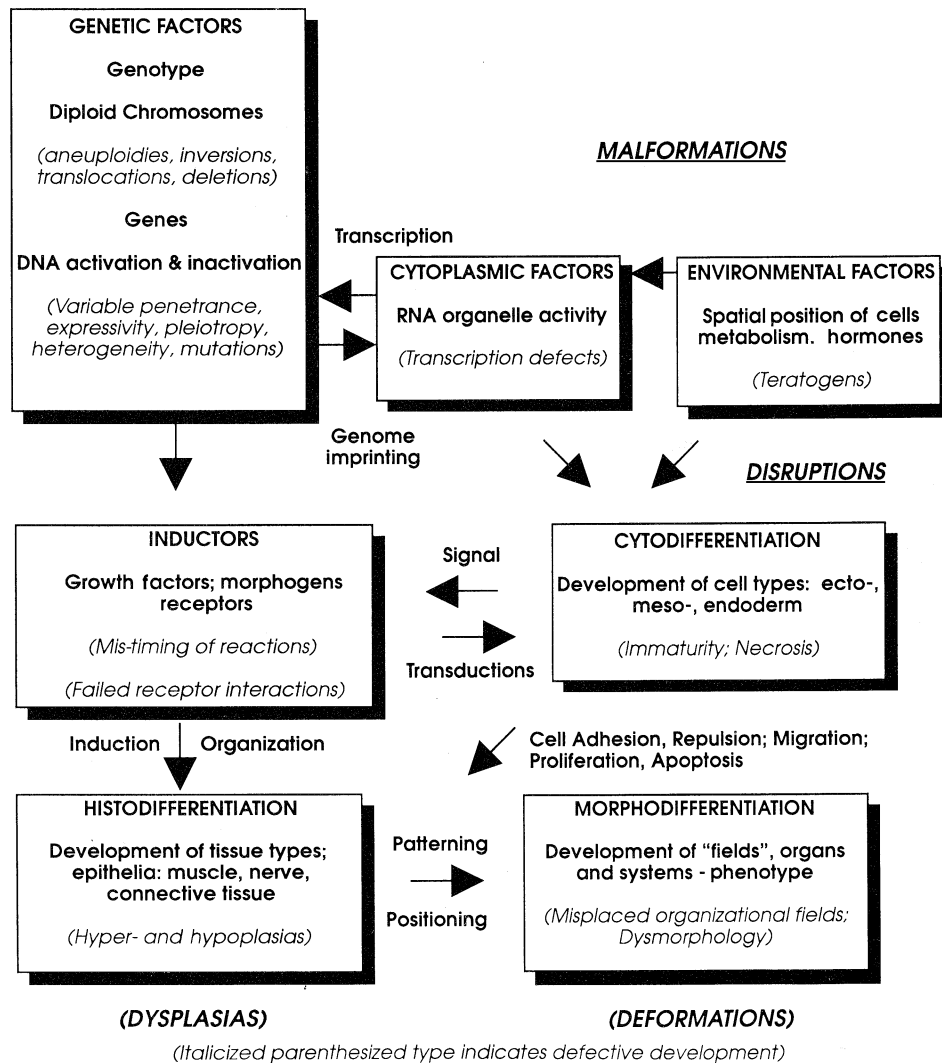 GENETIC FACTORS
Genotype
Diploid Chromosomes
(aneuploidies, inversions,
translocations, deletions)
Genes
DNA activation & inactivation
(Variable penetrance,
expressivity, pleiotropy,
heterogeneity, mutations)
MALFORMATIONS
Transcription
CYTOPLASMIC FACTORS
RNA organelle activity
(Transcription defects)
ENVIRONMENTAL FACTORS
Spatial position of cells
metabolism. hormones
(Teratogens)
Genome
imprinting
DISRUPTIONS
INDUCTORS
Growth factors; morphogens
receptors
(Mis-timing of reactions)
(Failed receptor interactions)
Signal
Transductions
CYTODIFFERENTIATION
Development of cell types: ecto-,
meso-, endoderm
(Immaturity; Necrosis)
Induction
Organization
Cell Adhesion, Repulsion; Migration;
Proliferation, Apoptosis
HISTODIFFERENTIATION
Development of tissue types;
epithelia: muscle, nerve,
connective tissue
(Hyper- and hypoplasias)
Patterning
Positioning
MORPHODIFFERENTIATION
Development of "fields", organs
and systems - phenotype
(Misplaced organizational fields;
Dysmorphology)
(DYSPLASIAS)
(DEFORMATIONS)
(Italicized parenthesized type indicates defective development)